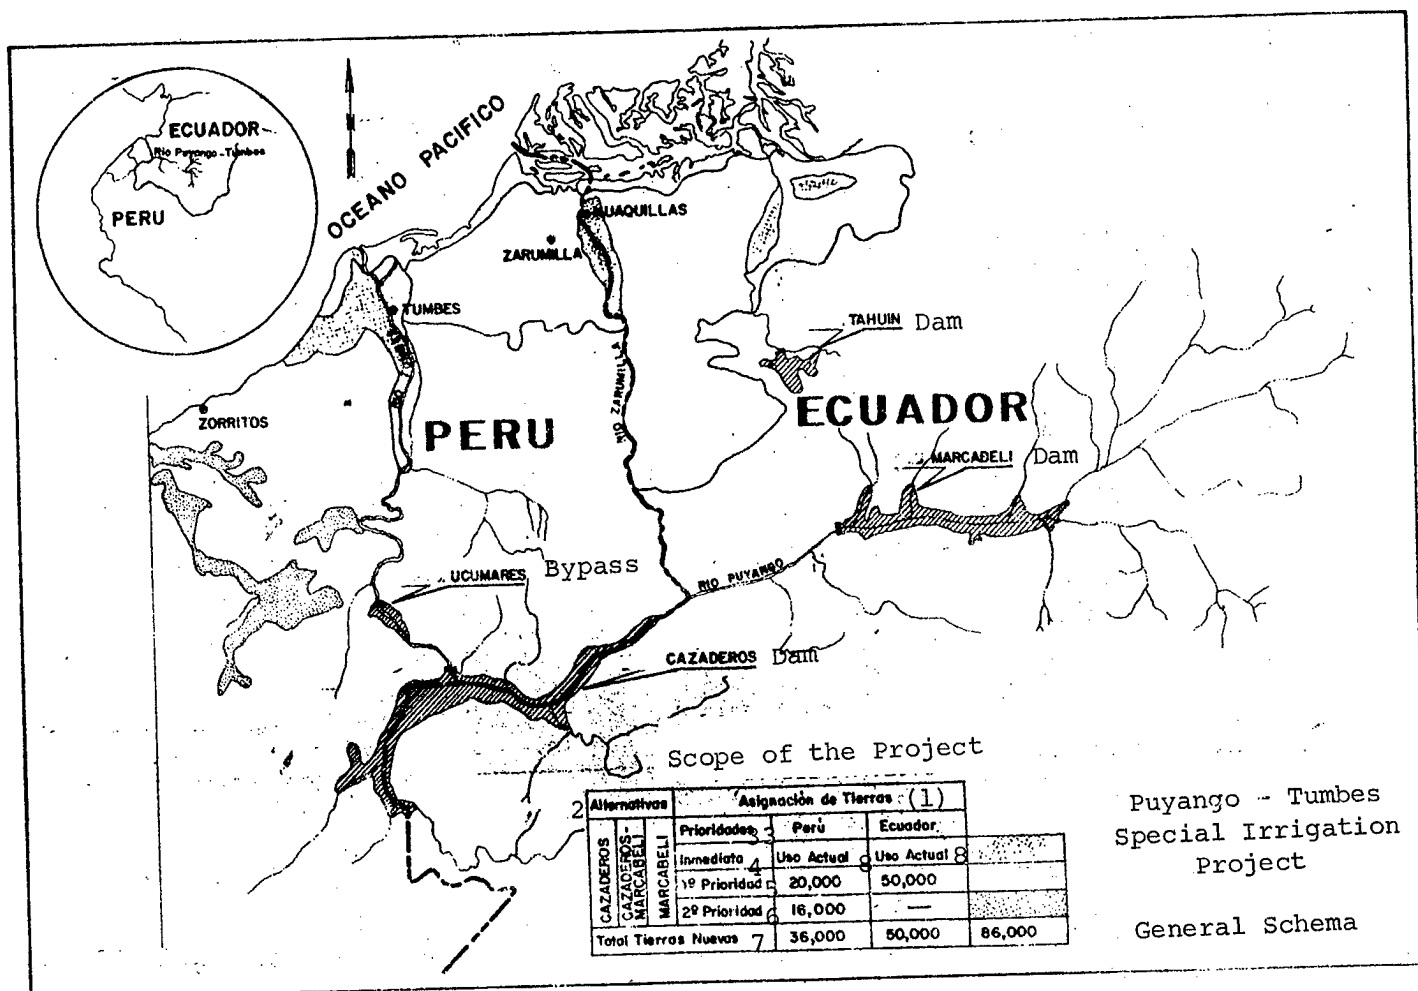 ECUADOR
Rio Puyango-Tumbes
PERU
OCEANO PACIFICO
HUAQUILLAS
ZARUMILLA
TUMBES
RIO
ZORRITOS
PERU
RIO ZARUMILLA
TAHUIN Dam
ECUADOR
MARCABELI Dam
UCUMARES Bypass
RIO PUYANGO
CAZADEROS Dam
Scope of the Project
2 Alternativas Asignación de Tierras (1)
CAZADEROS
CAZADEROS-
MARCABELI
MARCABELI
Prioridades 3 Perú Ecuador
Inmediata 4 Uso Actual 8 Uso Actual 8
1º Prioridad 5 20,000 50,000
2º Prioridad 6 16,000 —
Total Tierras Nuevas 7 36,000 50,000 86,000
Puyango - Tumbes
Special Irrigation
Project
General Schema